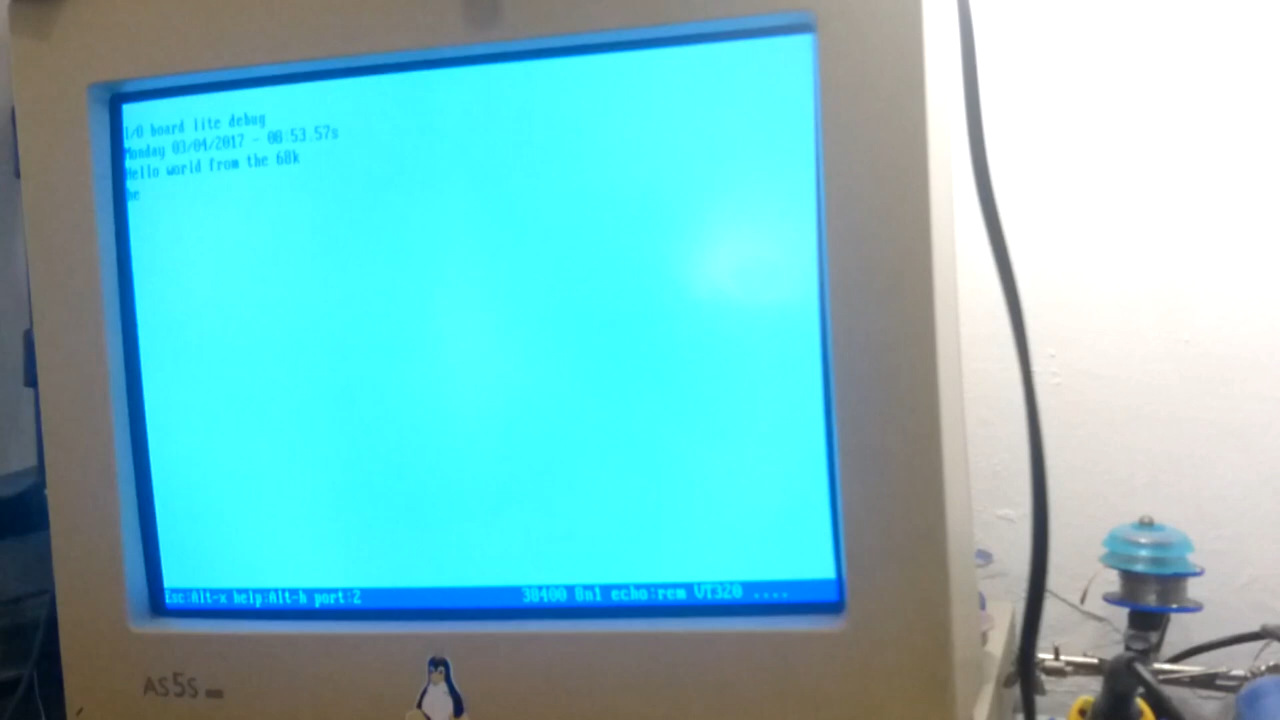 I/O board lite debug
Monday 03/04/2017 - 08:53.57s
Hello world from the 68k
he
Esc:Alt-x help:Alt-h port:2 38400 8n1 echo:rem VT320 ....
AS5S